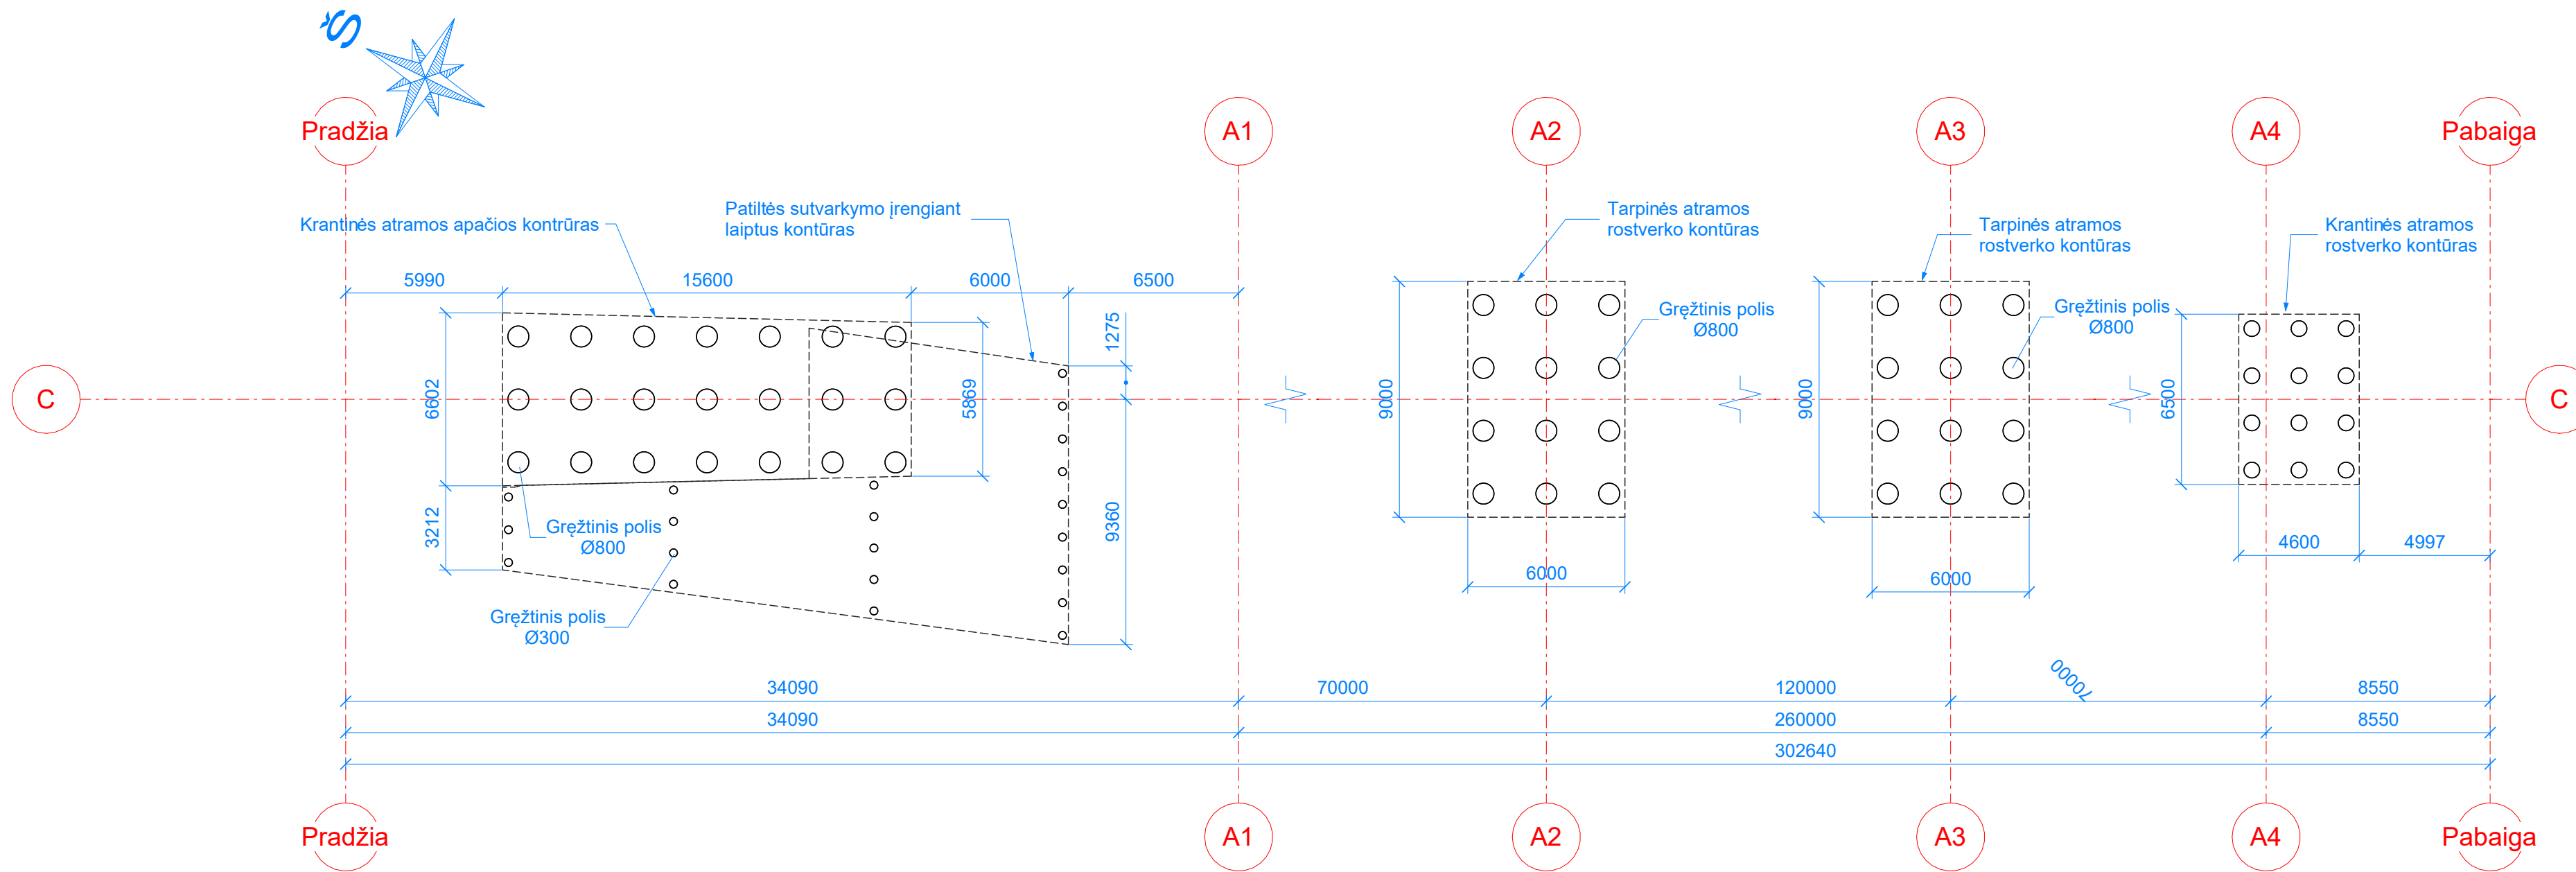 Š
Pradžia
A1
A2
A3
A4
Pabaiga
Krantinės atramos apačios kontrūras
Patiltės sutvarkymo įrengiant
laiptus kontūras
Tarpinės atramos
rostverko kontūras
Tarpinės atramos
rostverko kontūras
Krantinės atramos
rostverko kontūras
5990
15600
6000
6500
1275
Gręžtinis polis
Ø800
Gręžtinis polis
Ø800
C
6602
5869
9000
9000
6500
C
3212
9360
Gręžtinis polis
Ø800
4600
4997
6000
6000
Gręžtinis polis
Ø300
34090
70000
120000
70000
8550
34090
260000
8550
302640
Pradžia
A1
A2
A3
A4
Pabaiga